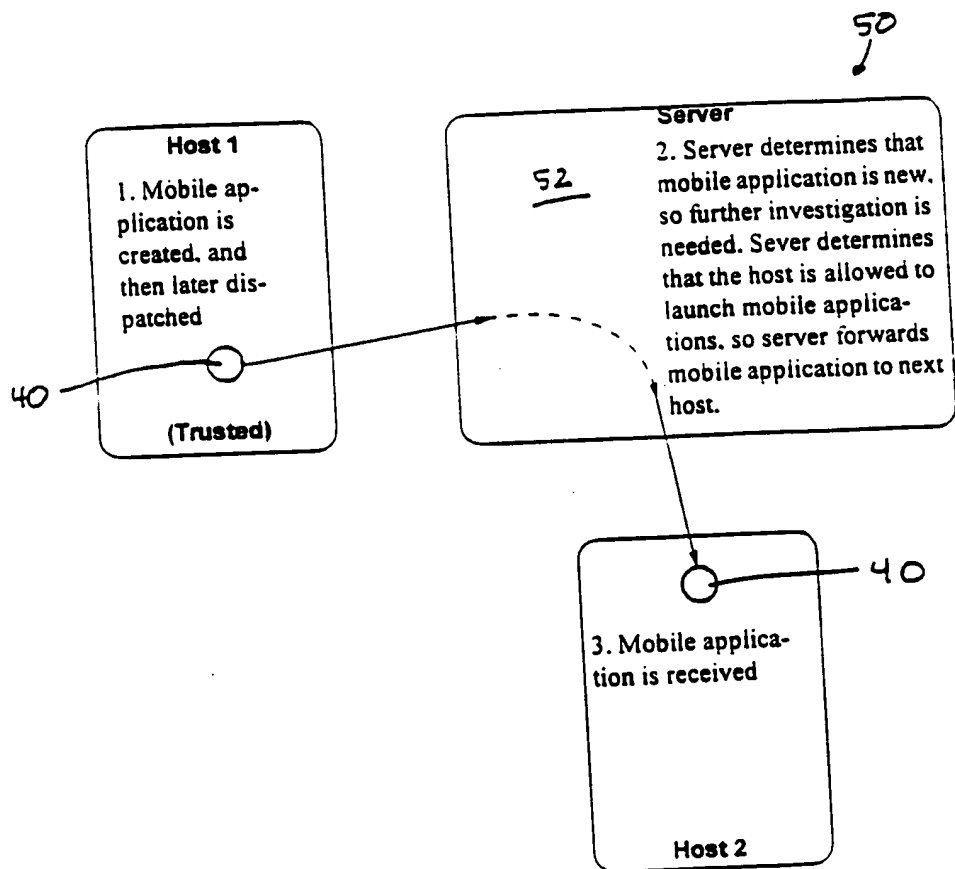 50
Host 1
1. Mobile ap-
plication is
created, and
then later dis-
patched
40
(Trusted)
Server
52
2. Server determines that
mobile application is new,
so further investigation is
needed. Sever determines
that the host is allowed to
launch mobile applica-
tions, so server forwards
mobile application to next
host.
40
3. Mobile applica-
tion is received
Host 2